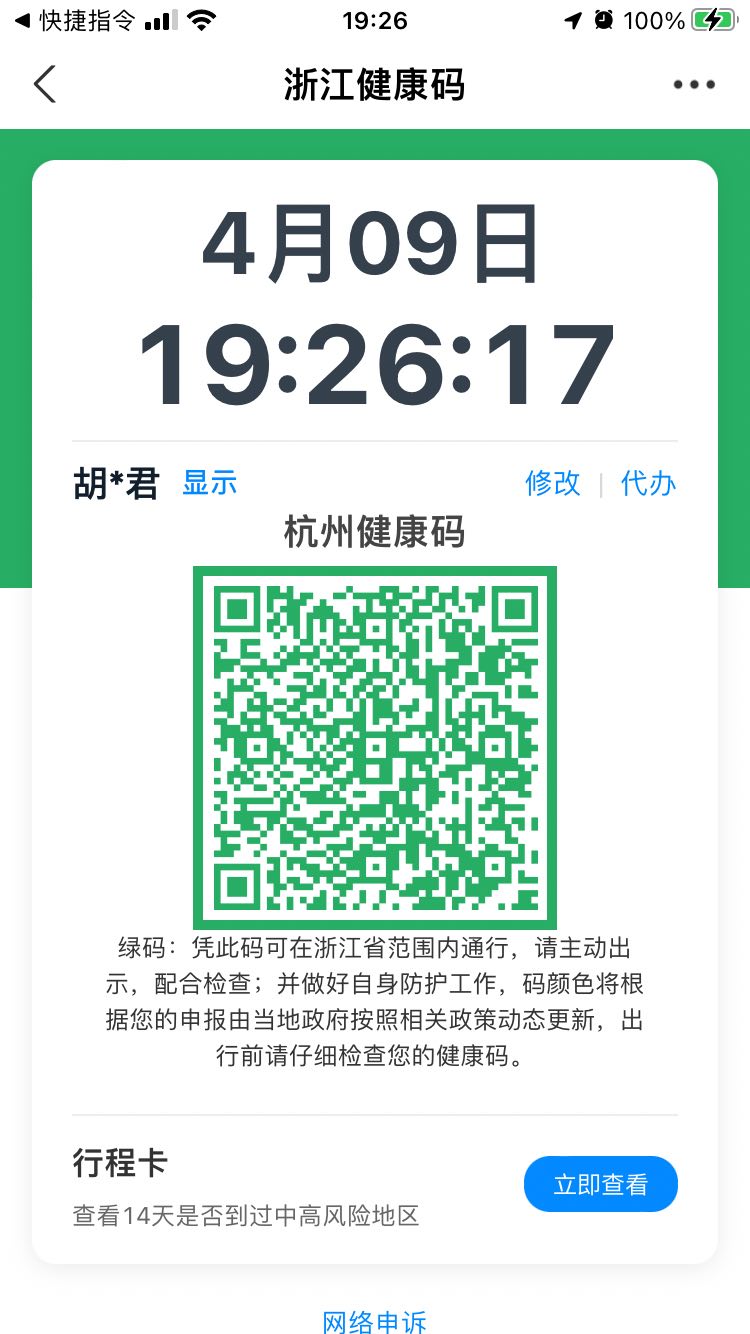 快捷指令 19:26 100%
浙江健康码
4月09日
19:26:17
胡*君 显示 修改 | 代办
杭州健康码
绿码：凭此码可在浙江省范围内通行，请主动出
示，配合检查；并做好自身防护工作，码颜色将根
据您的申报由当地政府按照相关政策动态更新，出
行前请仔细检查您的健康码。
行程卡
立即查看
查看14天是否到过中高风险地区
网络申诉